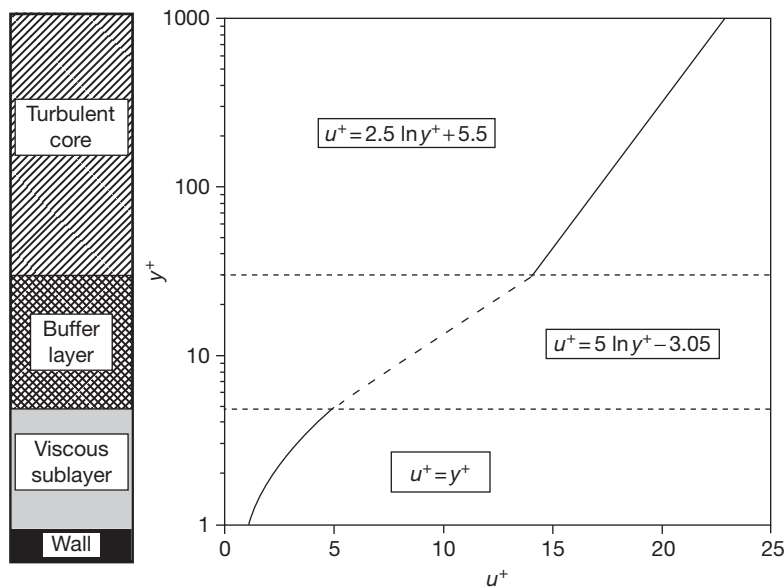 Turbulent
core
Buffer
layer
Viscous
sublayer
Wall
1000
100
10
1
y⁺
u⁺ = 2.5 ln y⁺ + 5.5
u⁺ = 5 ln y⁺ − 3.05
u⁺ = y⁺
0 5 10 15 20 25
u⁺